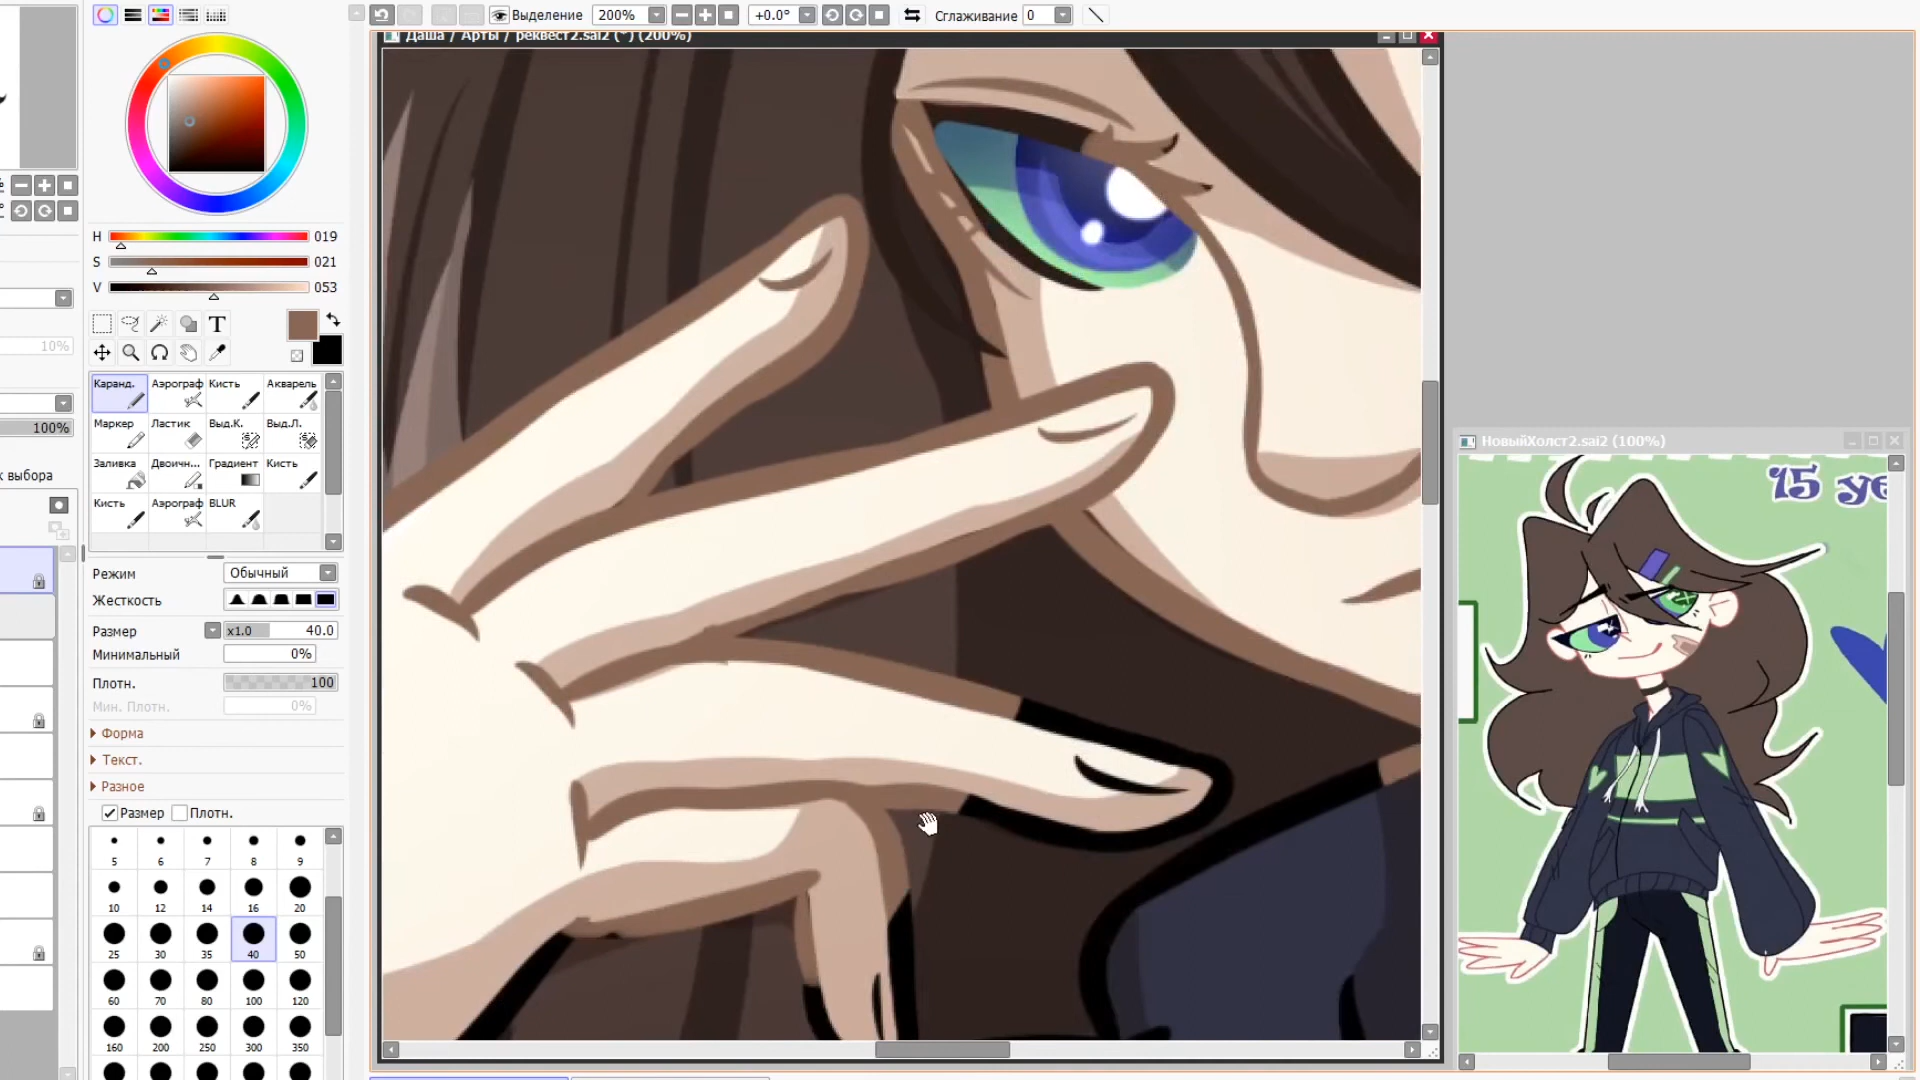 Выделение 200% +0.0° Сглаживание 0
Даша / Арты / реквест2.sai2 (*) (200%)
H 019
S 021
V 053
T
10%
100%
к выбора
Каранд. Аэрограф Кисть Акварель
Маркер Ластик Выд.К. Выд.Л.
Заливка Двоичн... Градиент Кисть
Кисть Аэрограф BLUR
Режим Обычный
Жесткость
Размер x1.0 40.0
Минимальный 0%
Плотн. 100
Мин. Плотн. 0%
Форма
Текст.
Разное
Размер Плотн.
5 6 7 8 9
10 12 14 16 20
25 30 35 40 50
60 70 80 100 120
160 200 250 300 350
НовыйХолст2.sai2 (100%)
15 ye